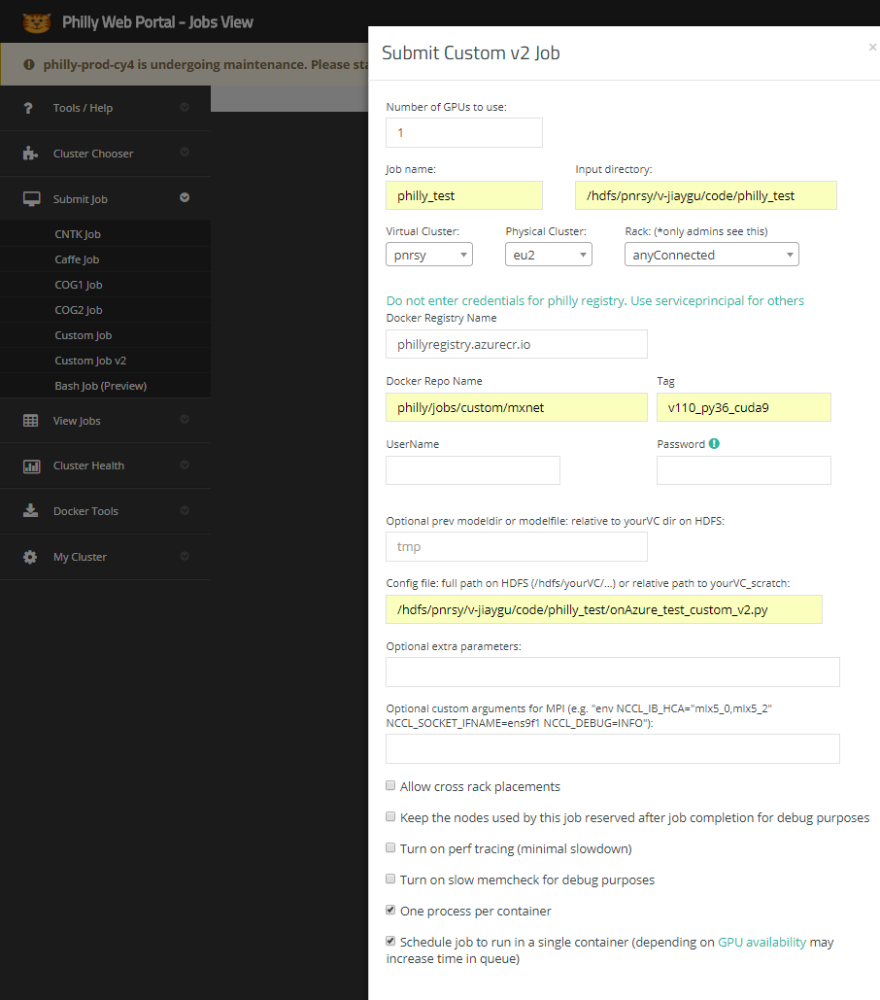 Philly Web Portal - Jobs View
philly-prod-cy4 is undergoing maintenance. Please sta
Tools / Help
Cluster Chooser
Submit Job
CNTK Job
Caffe Job
COG1 Job
COG2 Job
Custom Job
Custom Job v2
Bash Job (Preview)
View Jobs
Cluster Health
Docker Tools
My Cluster
Submit Custom v2 Job
×
Number of GPUs to use:
1
Job name: Input directory:
philly_test /hdfs/pnrsy/v-jiaygu/code/philly_test
Virtual Cluster: Physical Cluster: Rack: (*only admins see this)
pnrsy eu2 anyConnected
Do not enter credentials for philly registry. Use serviceprincipal for others
Docker Registry Name
phillyregistry.azurecr.io
Docker Repo Name Tag
philly/jobs/custom/mxnet v110_py36_cuda9
UserName Password
Optional prev modeldir or modelfile: relative to yourVC dir on HDFS:
tmp
Config file: full path on HDFS (/hdfs/yourVC/...) or relative path to yourVC_scratch:
/hdfs/pnrsy/v-jiaygu/code/philly_test/onAzure_test_custom_v2.py
Optional extra parameters:
Optional custom arguments for MPI (e.g. "env NCCL_IB_HCA="mlx5_0,mlx5_2"
NCCL_SOCKET_IFNAME=ens9f1 NCCL_DEBUG=INFO"):
Allow cross rack placements
Keep the nodes used by this job reserved after job completion for debug purposes
Turn on perf tracing (minimal slowdown)
Turn on slow memcheck for debug purposes
One process per container
Schedule job to run in a single container (depending on GPU availability may
increase time in queue)